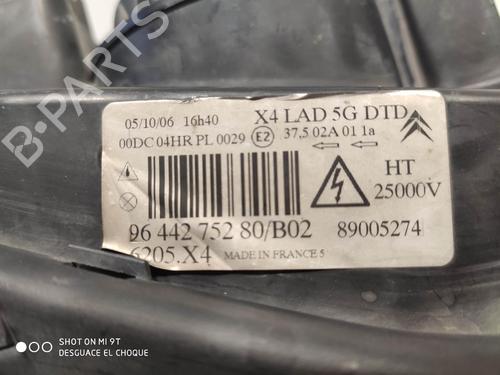 05/10/06 16h40 X4 LAD 5G DTD
00DC 04HR PL 0029 E2 37,5 02A 01 1a
HT
25000V
96 442 752 80/B02 89005274
6205.X4 MADE IN FRANCE 5
SHOT ON MI 9T
DESGUACE EL CHOQUE